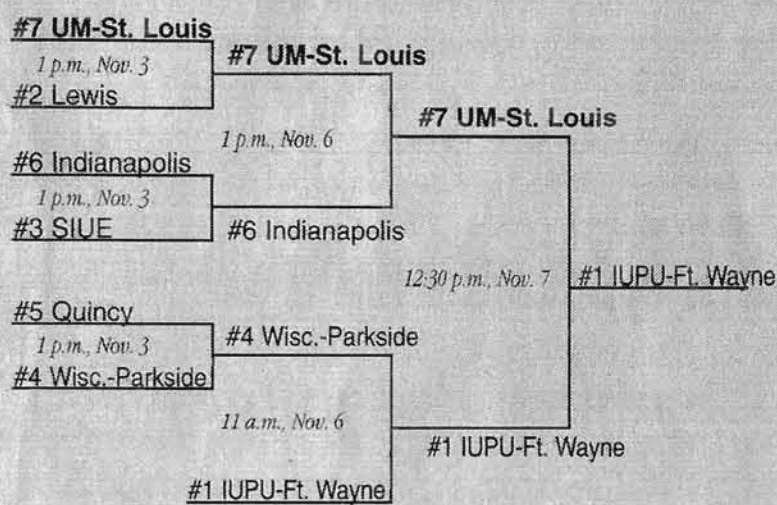 #7 UM-St. Louis
1 p.m., Nov. 3
#2 Lewis
#7 UM-St. Louis
1 p.m., Nov. 6
#6 Indianapolis
1 p.m., Nov. 3
#3 SIUE
#6 Indianapolis
#7 UM-St. Louis
12:30 p.m., Nov. 7
#1 IUPU-Ft. Wayne
#5 Quincy
1 p.m., Nov. 3
#4 Wisc.-Parkside
#4 Wisc.-Parkside
11 a.m., Nov. 6
#1 IUPU-Ft. Wayne
#1 IUPU-Ft. Wayne